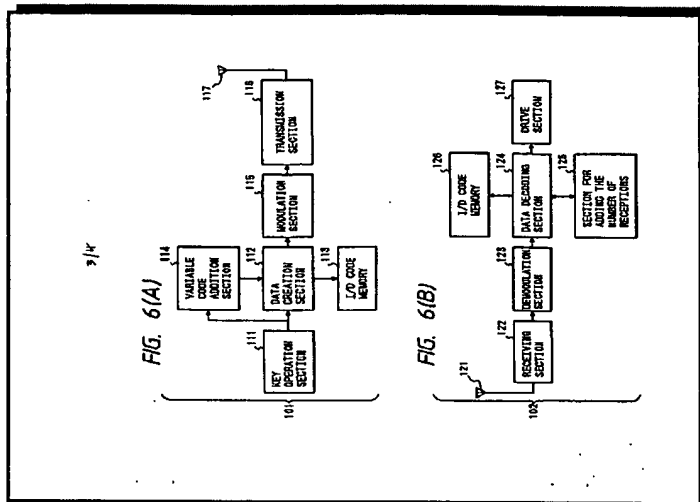 3/4
FIG. 6(A)
101
111
KEY
OPERATION
SECTION
114
VARIABLE
CODE
ADDITION
SECTION
112
DATA
CREATION
SECTION
113
I/D CODE
MEMORY
115
MODULATION
SECTION
116
TRANSMISSION
SECTION
117
FIG. 6(B)
102
121
122
RECEIVING
SECTION
123
DEMODULATION
SECTION
126
I/D CODE
MEMORY
124
DATA DECODING
SECTION
125
SECTION FOR
ADDING THE
NUMBER OF
RECEPTIONS
127
DRIVE
SECTION